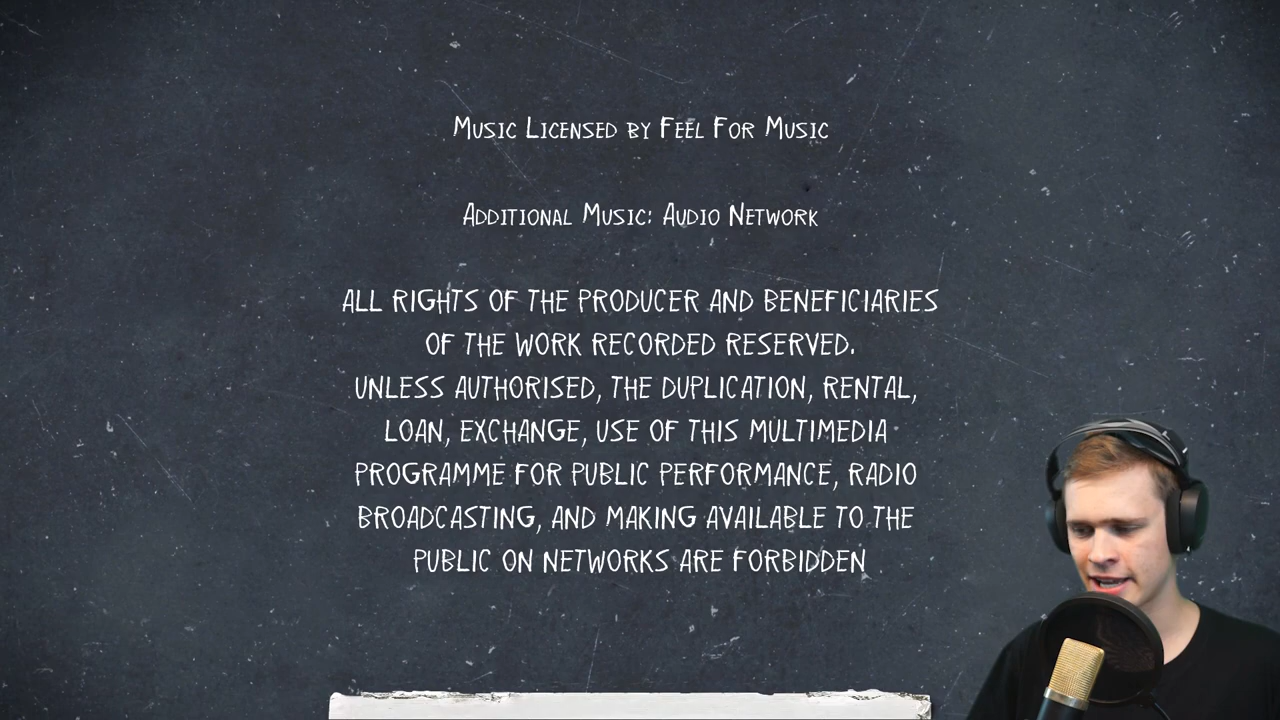 Music Licensed by Feel For Music
Additional Music: Audio Network
ALL RIGHTS OF THE PRODUCER AND BENEFICIARIES
OF THE WORK RECORDED RESERVED.
UNLESS AUTHORISED, THE DUPLICATION, RENTAL,
LOAN, EXCHANGE, USE OF THIS MULTIMEDIA
PROGRAMME FOR PUBLIC PERFORMANCE, RADIO
BROADCASTING, AND MAKING AVAILABLE TO THE
PUBLIC ON NETWORKS ARE FORBIDDEN